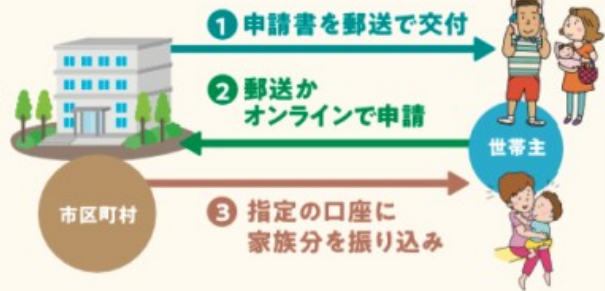 1 申請書を郵送で交付
2 郵送か
オンラインで申請
世帯主
市区町村
3 指定の口座に
家族分を振り込み